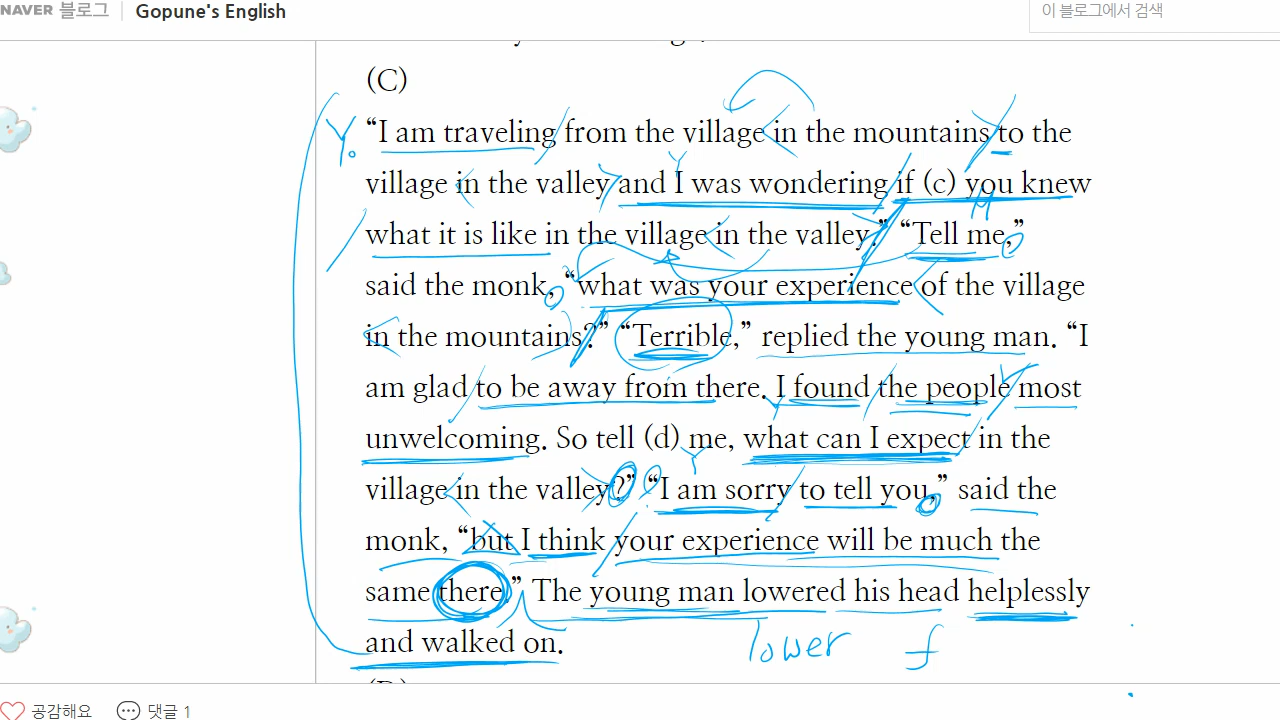 NAVER 블로그 Gopune's English 이 블로그에서 검색
(C)
“I am traveling from the village in the mountains to the
village in the valley and I was wondering if (c) you knew
what it is like in the village in the valley.” “Tell me,”
said the monk, “what was your experience of the village
in the mountains?” “Terrible,” replied the young man. “I
am glad to be away from there. I found the people most
unwelcoming. So tell (d) me, what can I expect in the
village in the valley?” “I am sorry to tell you,” said the
monk, “but I think your experience will be much the
same there.” The young man lowered his head helplessly
and walked on.
lower f
공감해요 댓글 1